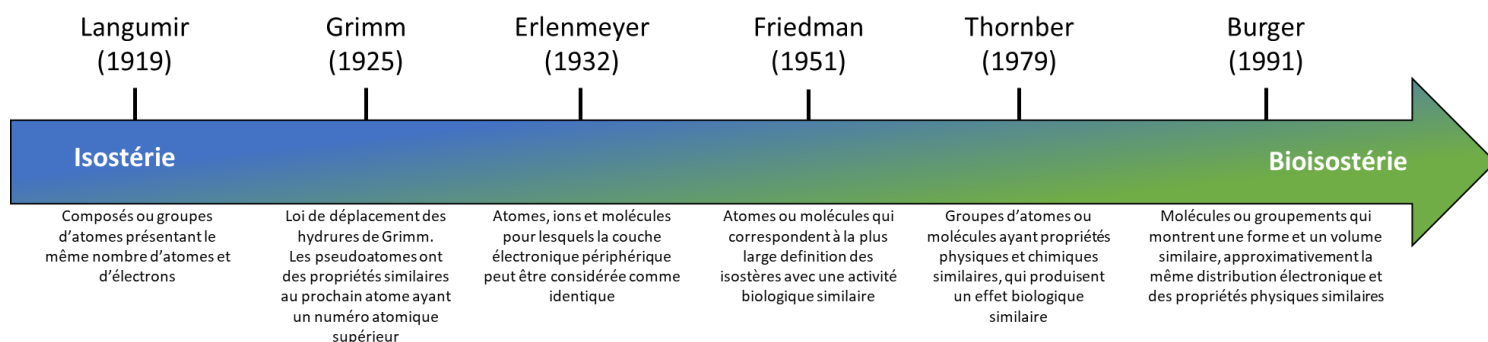 Langumir
(1919)
Grimm
(1925)
Erlenmeyer
(1932)
Friedman
(1951)
Thornber
(1979)
Burger
(1991)
Isostérie
Bioisostérie
Composés ou groupes
d’atomes présentant le
même nombre d’atomes et
d’électrons
Loi de déplacement des
hydrures de Grimm.
Les pseudoatomes ont
des propriétés similaires
au prochain atome ayant
un numéro atomique
supérieur
Atomes, ions et molécules
pour lesquels la couche
électronique périphérique
peut être considérée comme
identique
Atomes ou molécules qui
correspondent à la plus
large definition des
isostères avec une activité
biologique similaire
Groupes d’atomes ou
molécules ayant propriétés
physiques et chimiques
similaires, qui produisent
un effet biologique
similaire
Molécules ou groupements qui
montrent une forme et un volume
similaire, approximativement la
même distribution électronique et
des propriétés physiques similaires